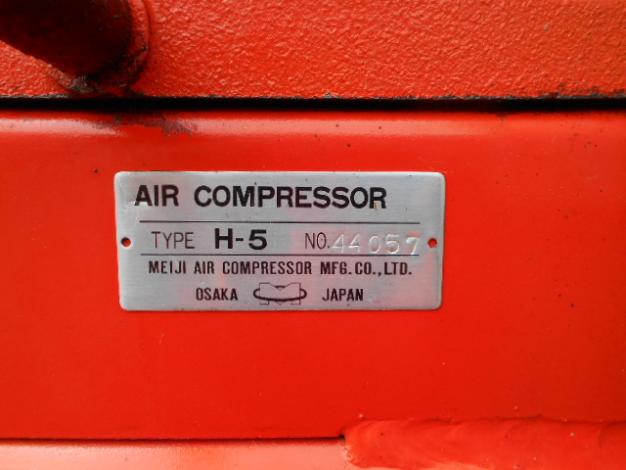 AIR COMPRESSOR
TYPE H-5 NO.44057
MEIJI AIR COMPRESSOR MFG.CO.,LTD.
OSAKA M JAPAN